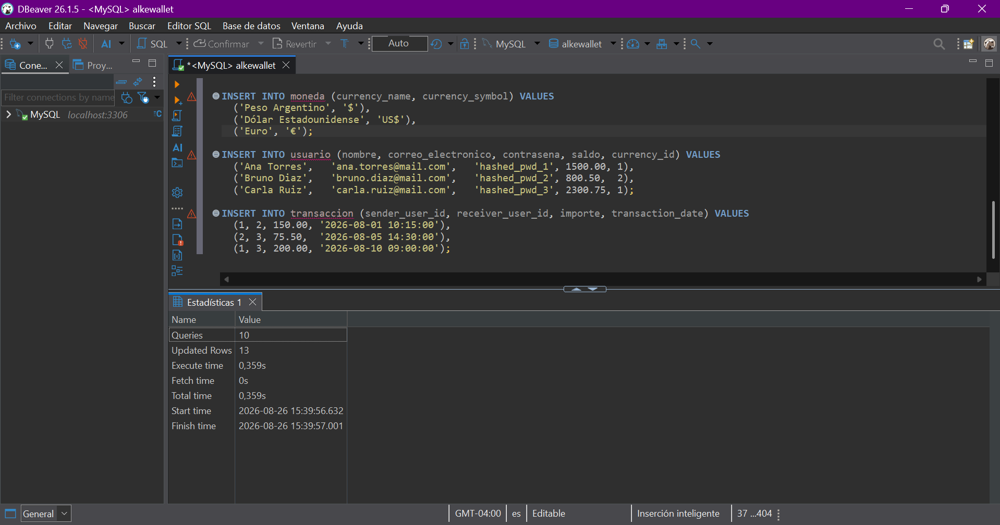 DBeaver 26.1.5 - <MySQL> alkewallet
Archivo Editar Navegar Buscar Editor SQL Base de datos Ventana Ayuda
AI SQL Confirmar Revertir T Auto MySQL alkewallet
Cone... Proy...
*<MySQL> alkewallet
Filter connections by name
MySQL localhost:3306
AI
INSERT INTO moneda (currency_name, currency_symbol) VALUES
('Peso Argentino', '$'),
('Dólar Estadounidense', 'US$'),
('Euro', '€');
INSERT INTO usuario (nombre, correo_electronico, contrasena, saldo, currency_id) VALUES
('Ana Torres', 'ana.torres@mail.com', 'hashed_pwd_1', 1500.00, 1),
('Bruno Diaz', 'bruno.diaz@mail.com', 'hashed_pwd_2', 800.50, 2),
('Carla Ruiz', 'carla.ruiz@mail.com', 'hashed_pwd_3', 2300.75, 1);
INSERT INTO transaccion (sender_user_id, receiver_user_id, importe, transaction_date) VALUES
(1, 2, 150.00, '2026-08-01 10:15:00'),
(2, 3, 75.50, '2026-08-05 14:30:00'),
(1, 3, 200.00, '2026-08-10 09:00:00');
Estadísticas 1
Name Value
Queries 10
Updated Rows 13
Execute time 0,359s
Fetch time 0s
Total time 0,359s
Start time 2026-08-26 15:39:56.632
Finish time 2026-08-26 15:39:57.001
General GMT-04:00 es Editable Inserción inteligente 37 ...404